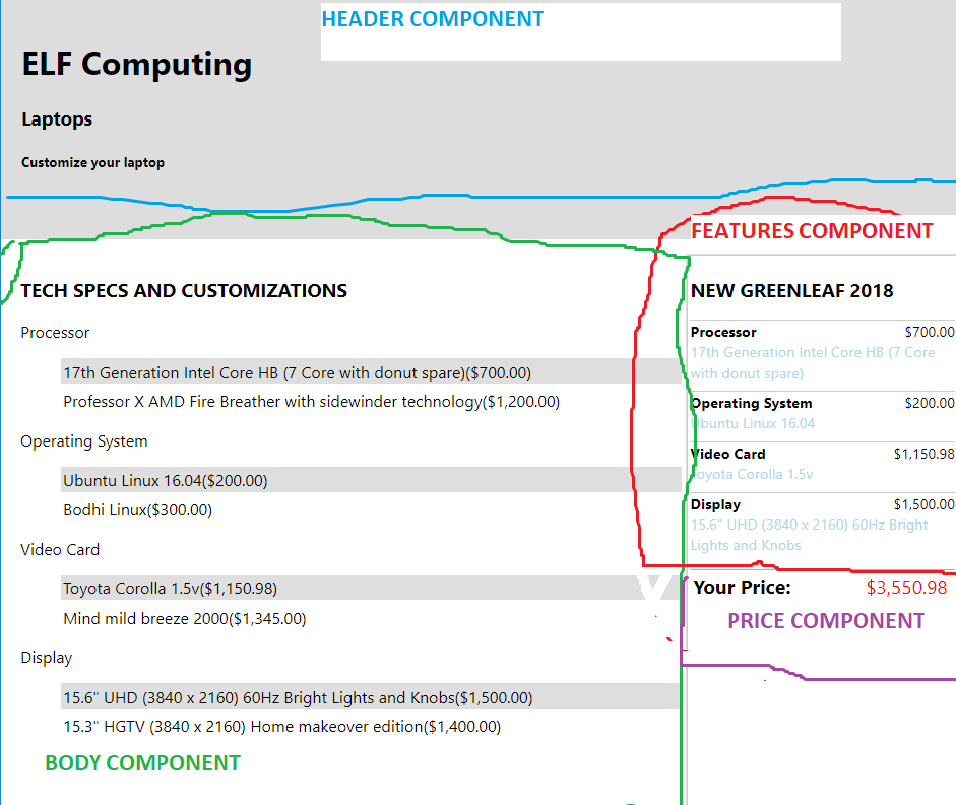 HEADER COMPONENT
ELF Computing
Laptops
Customize your laptop
FEATURES COMPONENT
TECH SPECS AND CUSTOMIZATIONS
Processor
17th Generation Intel Core HB (7 Core with donut spare)($700.00)
Professor X AMD Fire Breather with sidewinder technology($1,200.00)
Operating System
Ubuntu Linux 16.04($200.00)
Bodhi Linux($300.00)
Video Card
Toyota Corolla 1.5v($1,150.98)
Mind mild breeze 2000($1,345.00)
Display
15.6" UHD (3840 x 2160) 60Hz Bright Lights and Knobs($1,500.00)
15.3" HGTV (3840 x 2160) Home makeover edition($1,400.00)
BODY COMPONENT
NEW GREENLEAF 2018
Processor $700.00
17th Generation Intel Core HB (7 Core
with donut spare)
Operating System $200.00
Ubuntu Linux 16.04
Video Card $1,150.98
Toyota Corolla 1.5v
Display $1,500.00
15.6" UHD (3840 x 2160) 60Hz Bright
Lights and Knobs
Your Price: $3,550.98
PRICE COMPONENT